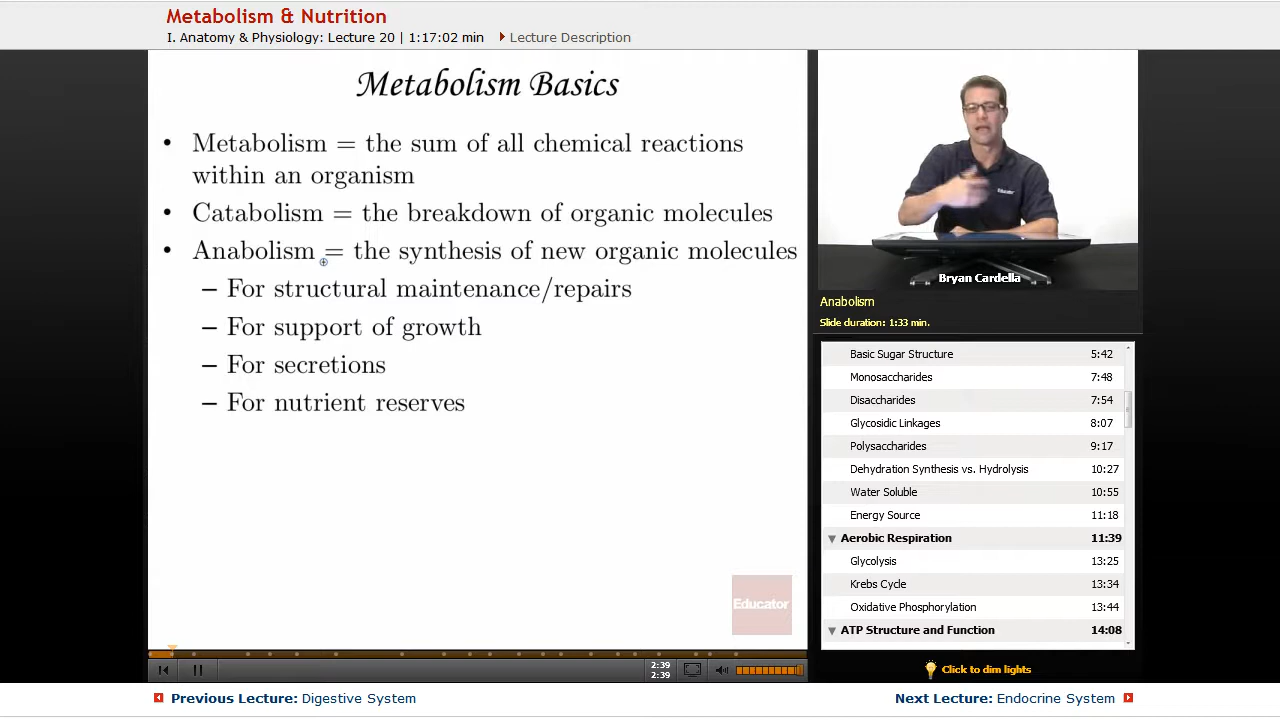 Metabolism & Nutrition
I. Anatomy & Physiology: Lecture 20 | 1:17:02 min
Lecture Description
Metabolism Basics
• Metabolism = the sum of all chemical reactions
within an organism
• Catabolism = the breakdown of organic molecules
• Anabolism = the synthesis of new organic molecules
– For structural maintenance/repairs
– For support of growth
– For secretions
– For nutrient reserves
Educator
Educator
Bryan Cardella
Anabolism
Slide duration: 1:33 min.
Basic Sugar Structure 5:42
Monosaccharides 7:48
Disaccharides 7:54
Glycosidic Linkages 8:07
Polysaccharides 9:17
Dehydration Synthesis vs. Hydrolysis 10:27
Water Soluble 10:55
Energy Source 11:18
Aerobic Respiration 11:39
Glycolysis 13:25
Krebs Cycle 13:34
Oxidative Phosphorylation 13:44
ATP Structure and Function 14:08
2:39
2:39
Click to dim lights
Previous Lecture: Digestive System
Next Lecture: Endocrine System